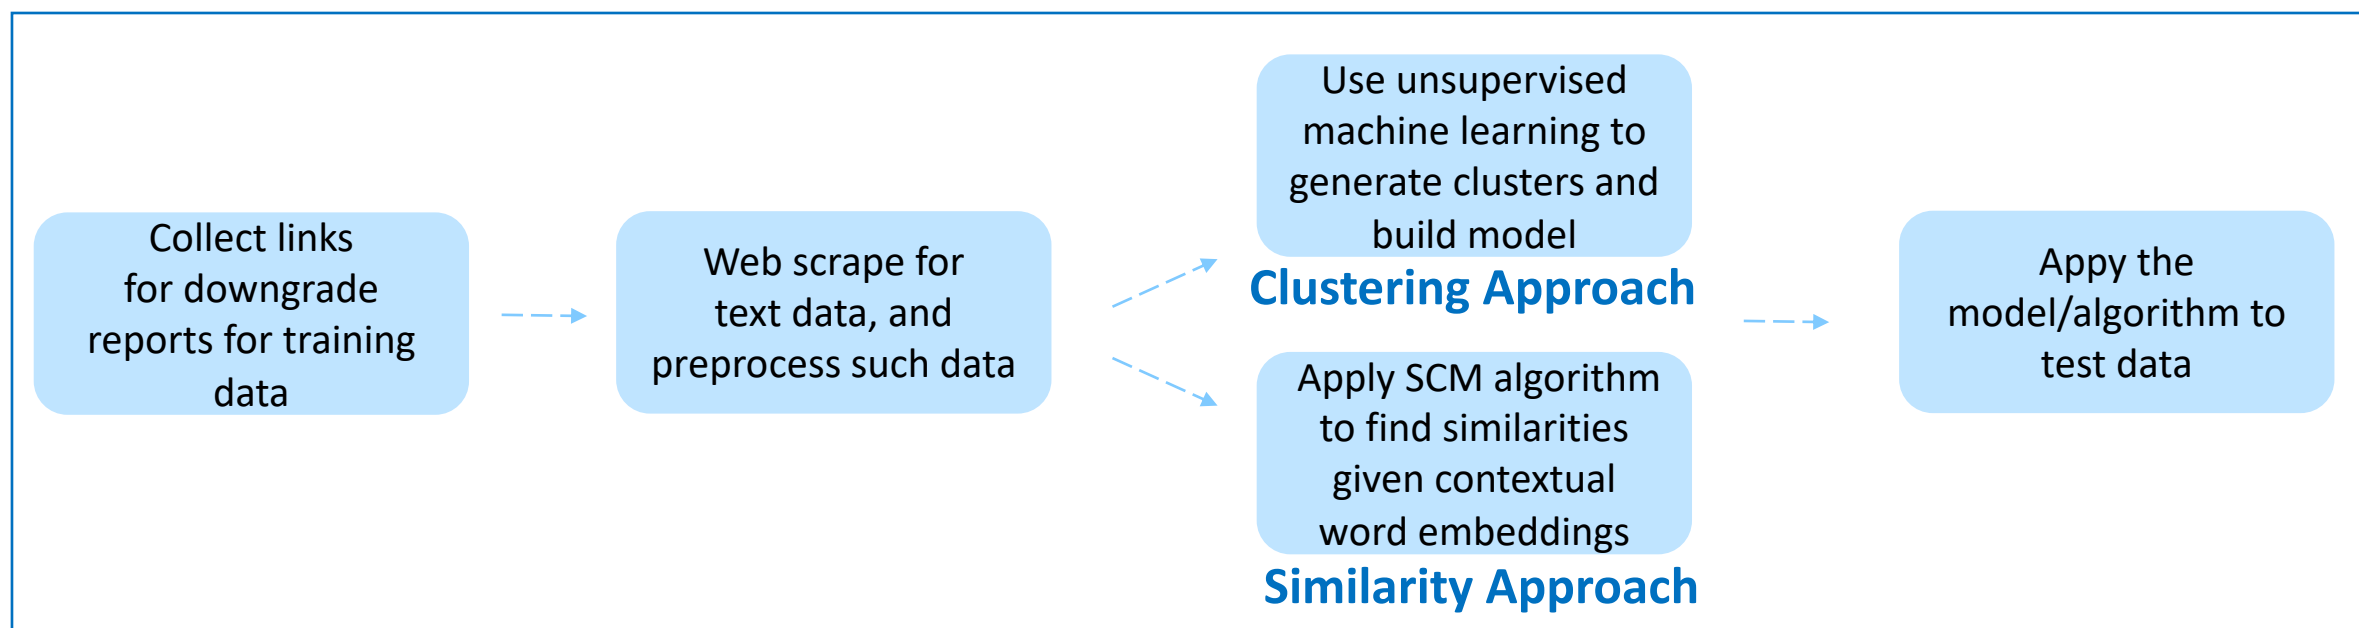 Collect links
for downgrade
reports for training
data
Web scrape for
text data, and
preprocess such data
Use unsupervised
machine learning to
generate clusters and
build model
Clustering Approach
Apply SCM algorithm
to find similarities
given contextual
word embeddings
Similarity Approach
Appy the
model/algorithm to
test data